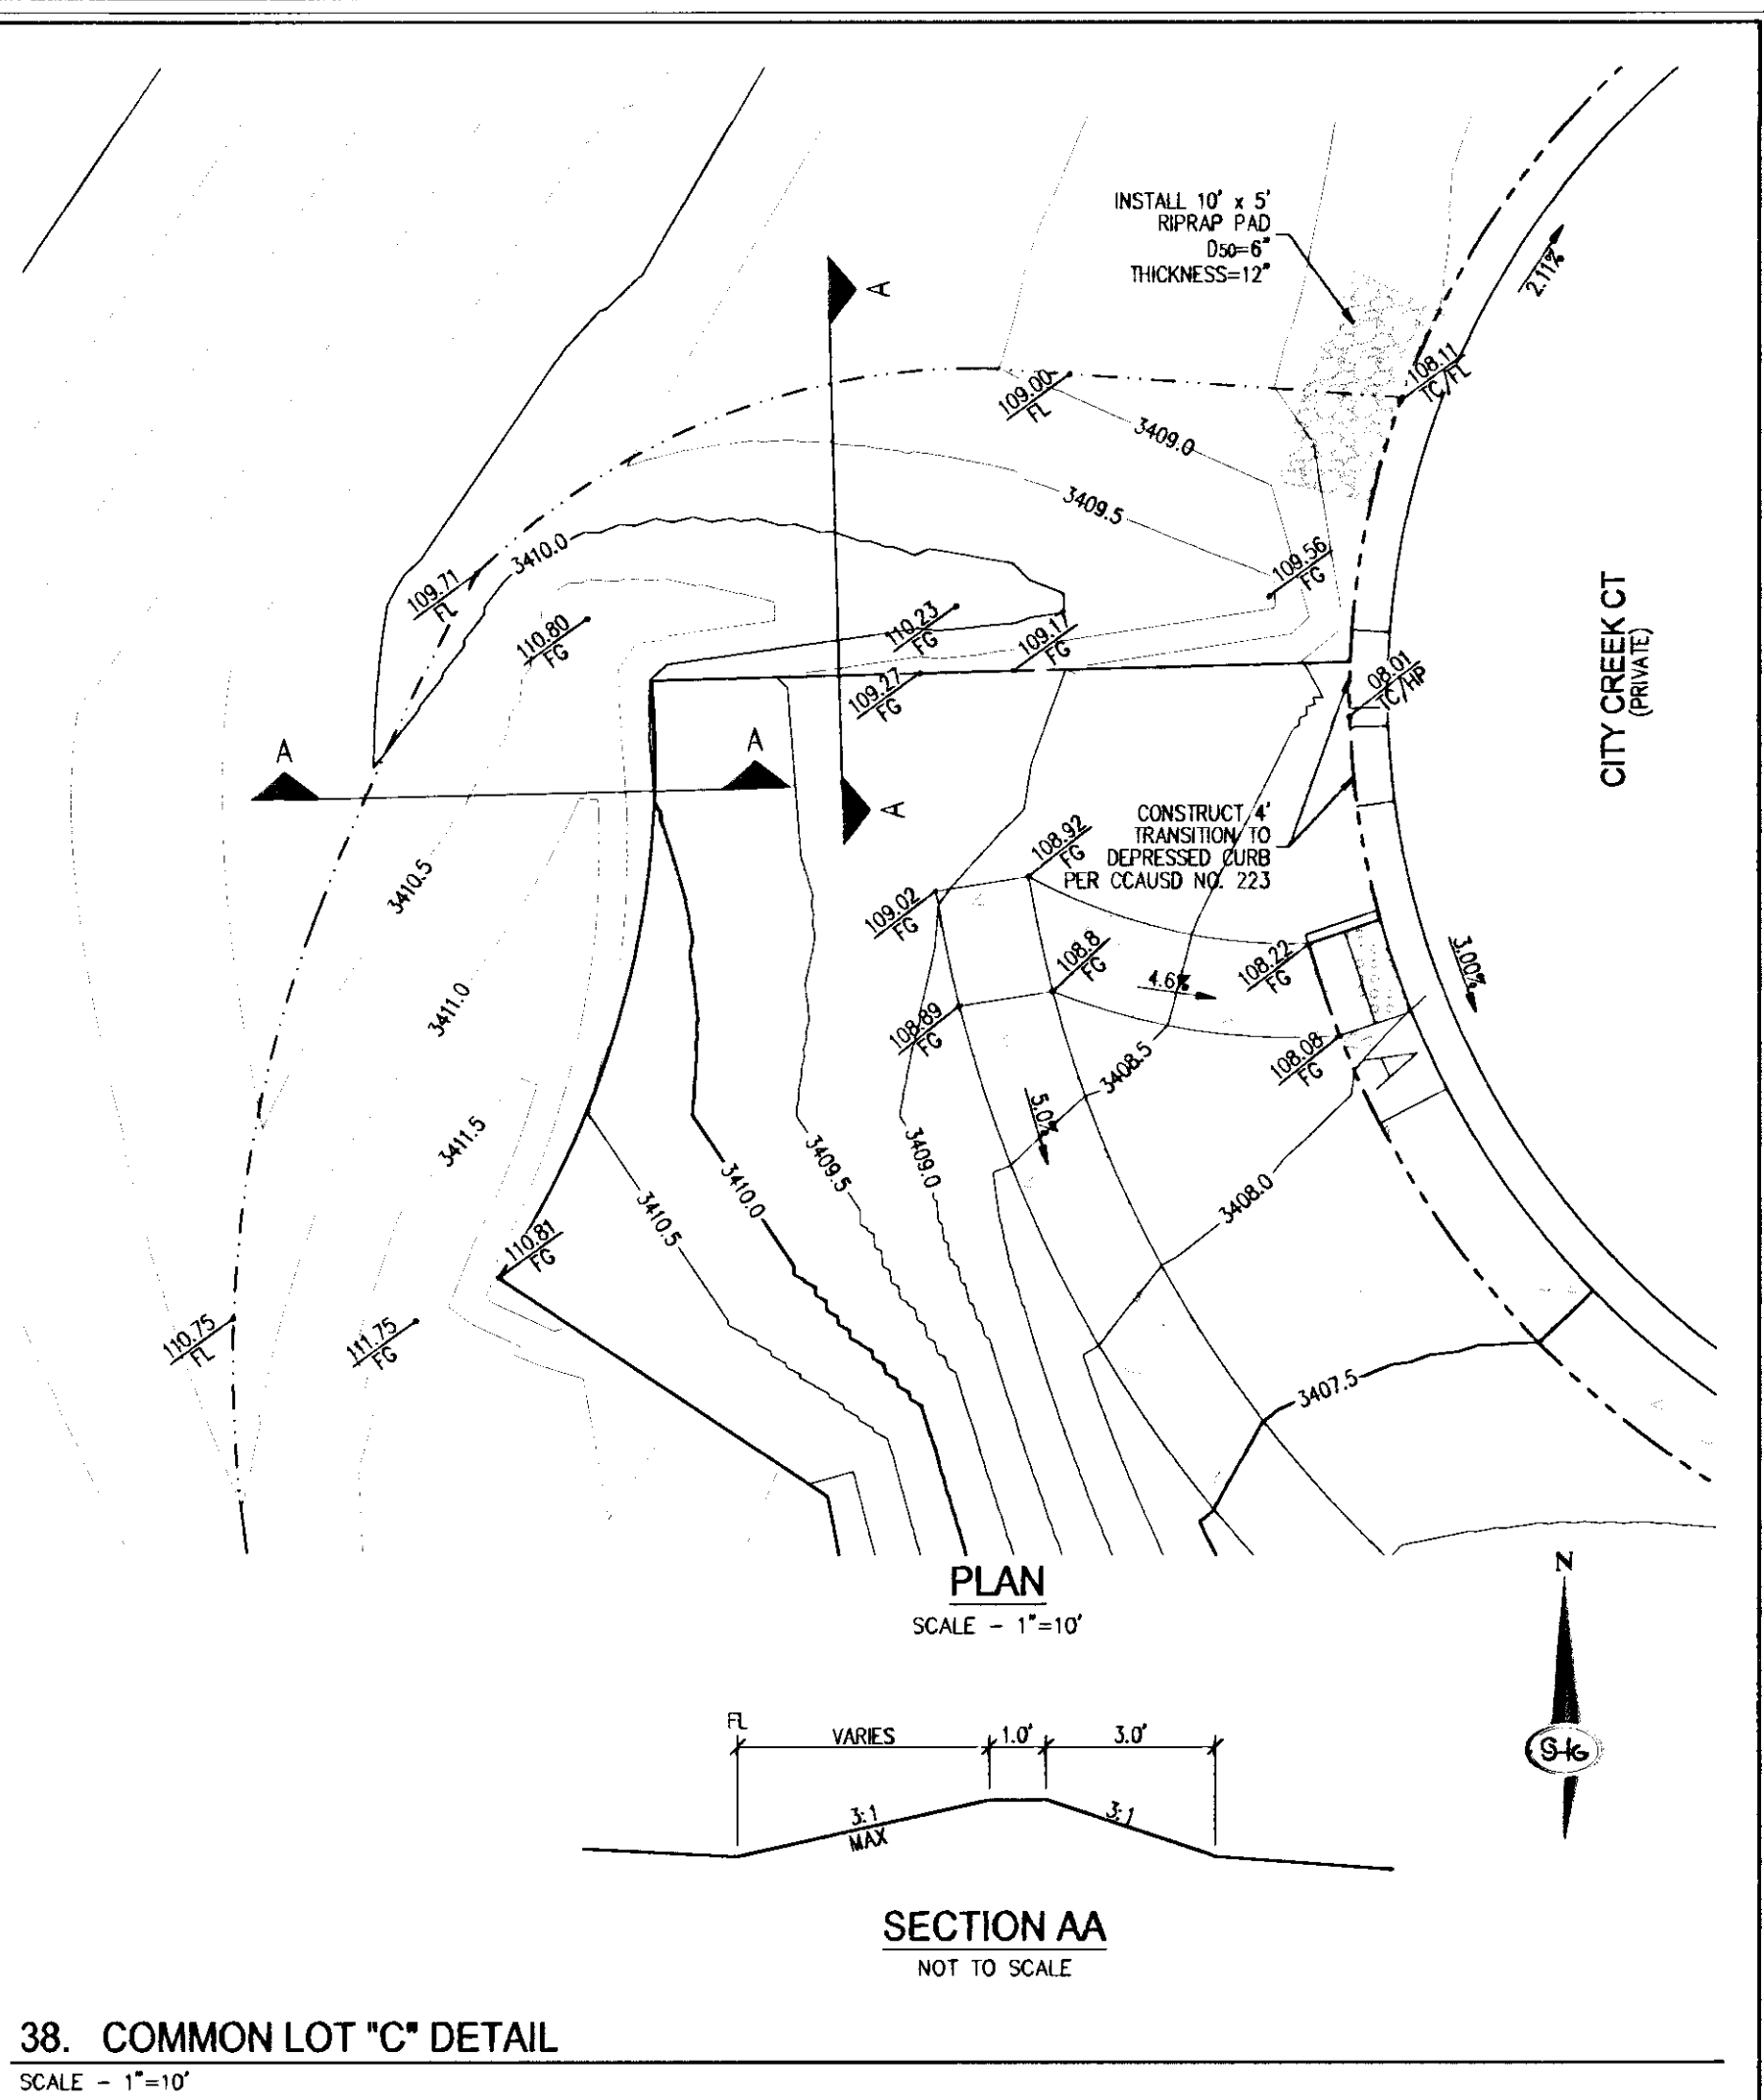 INSTALL 10' x 5'
RIPRAP PAD
D50=6"
THICKNESS=12"
2.11%
A
108.11
TC/FL
109.00
FL
3409.0
3409.5
3410.0
109.71
FL
109.56
FG
110.80
FG
110.23
FG
109.17
FG
109.27
FG
08.01
TC/HP
CITY CREEK CT
(PRIVATE)
A
A
A
CONSTRUCT 4'
TRANSITION TO
DEPRESSED CURB
PER CCAUSD NO. 223
108.92
FG
3410.5
109.02
FG
108.8
FG
4.6%
108.22
FG
3.00%
3411.0
108.89
FG
108.08
FG
3408.5
5.0%
3411.5
3409.5
3409.0
3410.0
3410.5
3408.0
110.81
FG
110.75
FL
111.75
FG
3407.5
PLAN
SCALE - 1"=10'
N
S-16
FL
VARIES
1.0'
3.0'
3:1
MAX
3:1
SECTION AA
NOT TO SCALE
38. COMMON LOT "C" DETAIL
SCALE - 1"=10'